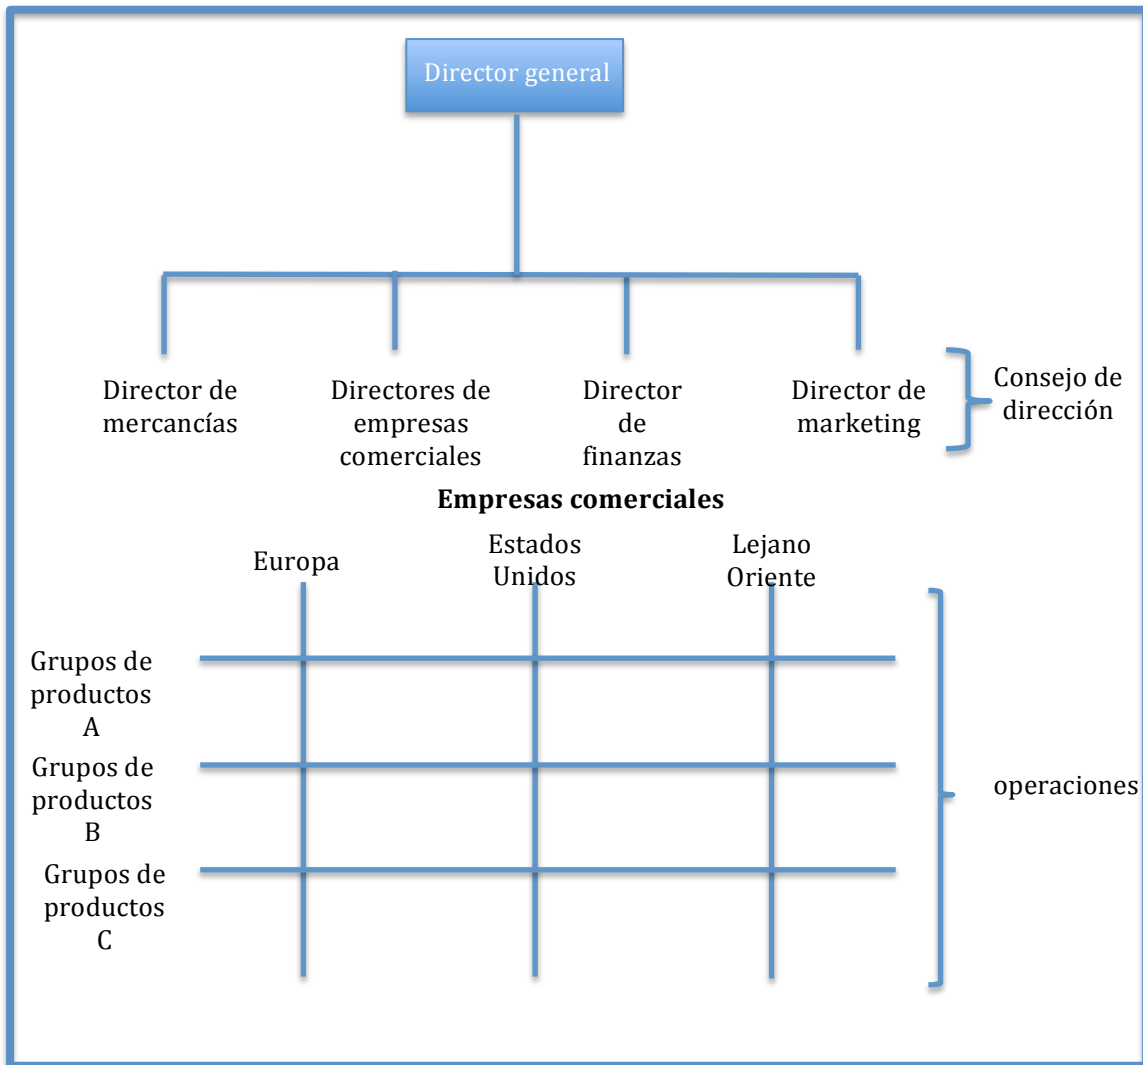 Director general
Director de
mercancías
Directores de
empresas
comerciales
Director
de
finanzas
Director de
marketing
Consejo de
dirección
Empresas comerciales
Europa
Estados
Unidos
Lejano
Oriente
Grupos de
productos
A
Grupos de
productos
B
Grupos de
productos
C
operaciones